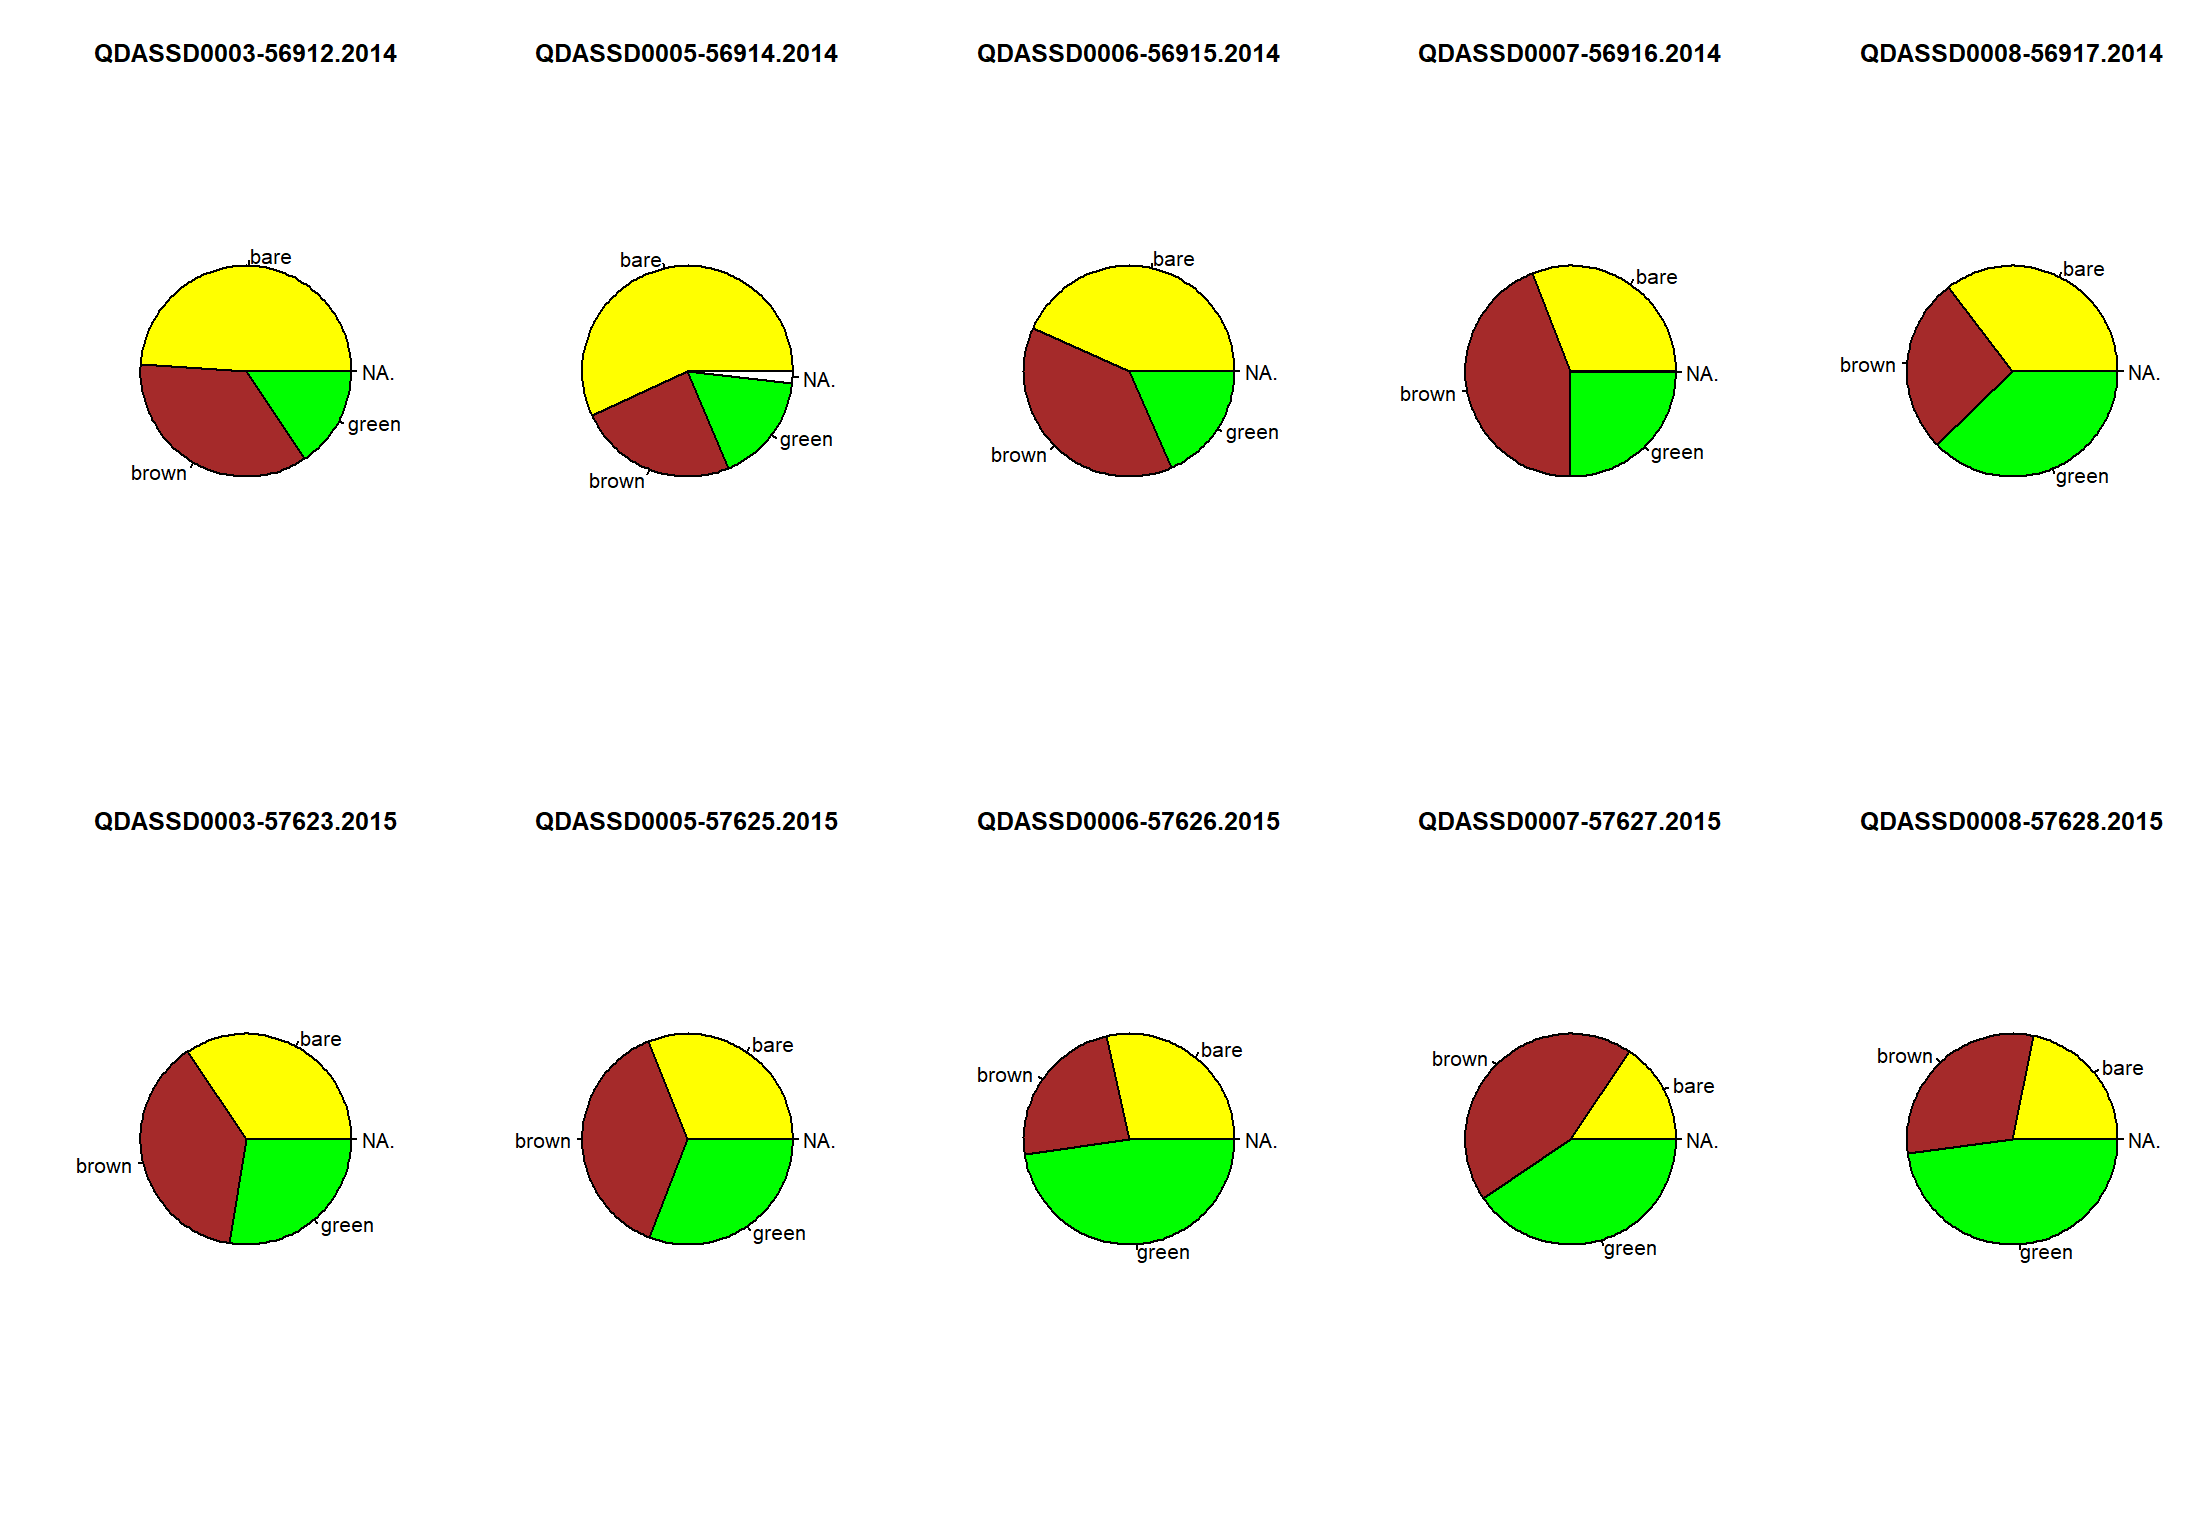 QDASSD0003-56912.2014
QDASSD0005-56914.2014
QDASSD0006-56915.2014
QDASSD0007-56916.2014
QDASSD0008-56917.2014
bare
NA.
green
brown
bare
NA.
green
brown
bare
NA.
green
brown
bare
NA.
brown
green
bare
brown
NA.
green
QDASSD0003-57623.2015
QDASSD0005-57625.2015
QDASSD0006-57626.2015
QDASSD0007-57627.2015
QDASSD0008-57628.2015
bare
NA.
brown
green
bare
brown
NA.
green
bare
brown
NA.
green
brown
bare
NA.
green
brown
bare
NA.
green